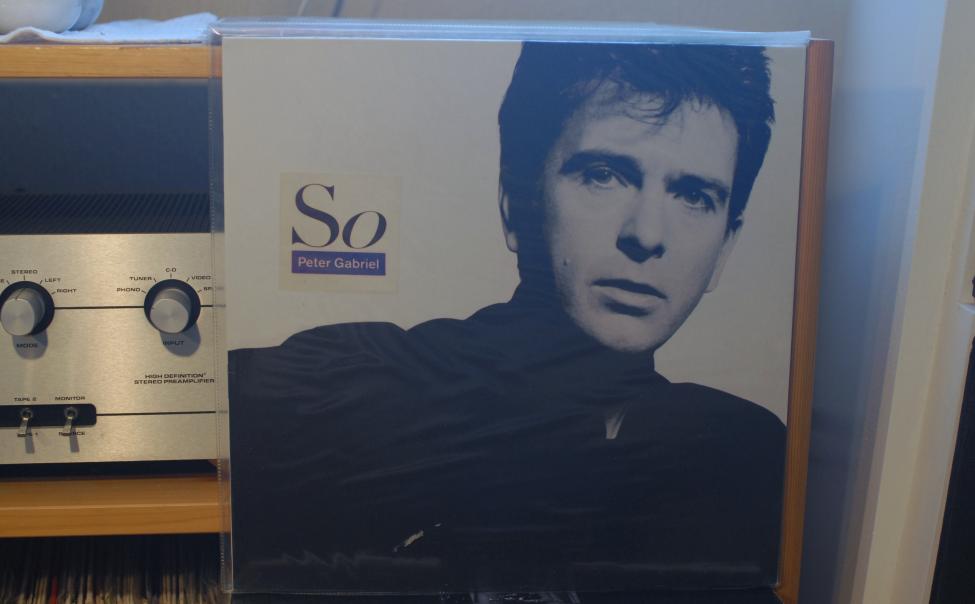 So
Peter Gabriel
STEREO
LEFT
RIGHT
MODE
TUNER
C-D
VIDEO
PHONO
INPUT
HIGH DEFINITION
STEREO PREAMPLIFIER
TAPE 2
MONITOR